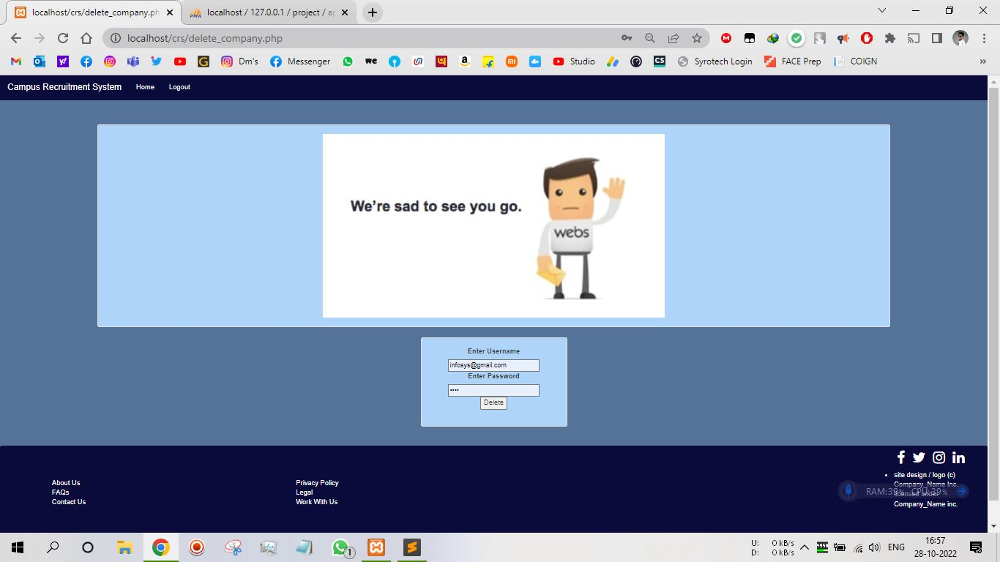 localhost/crs/delete_company.ph
localhost / 127.0.0.1 / project / ap
localhost/crs/delete_company.php
Dm's
Messenger
we
Studio
CS
Syrotech Login
FACE Prep
COIGN
Campus Recruitment System
Home
Logout
We're sad to see you go.
webs
Enter Username
infosys@gmail.com
Enter Password
••••
Delete
About Us
FAQs
Contact Us
Privacy Policy
Legal
Work With Us
site design / logo (c)
Company_Name Inc.
licensed under
Company_Name inc.
RAM:39% CPU:39%
1
U: 0 kB/s
D: 0 kB/s
ENG
16:57
28-10-2022